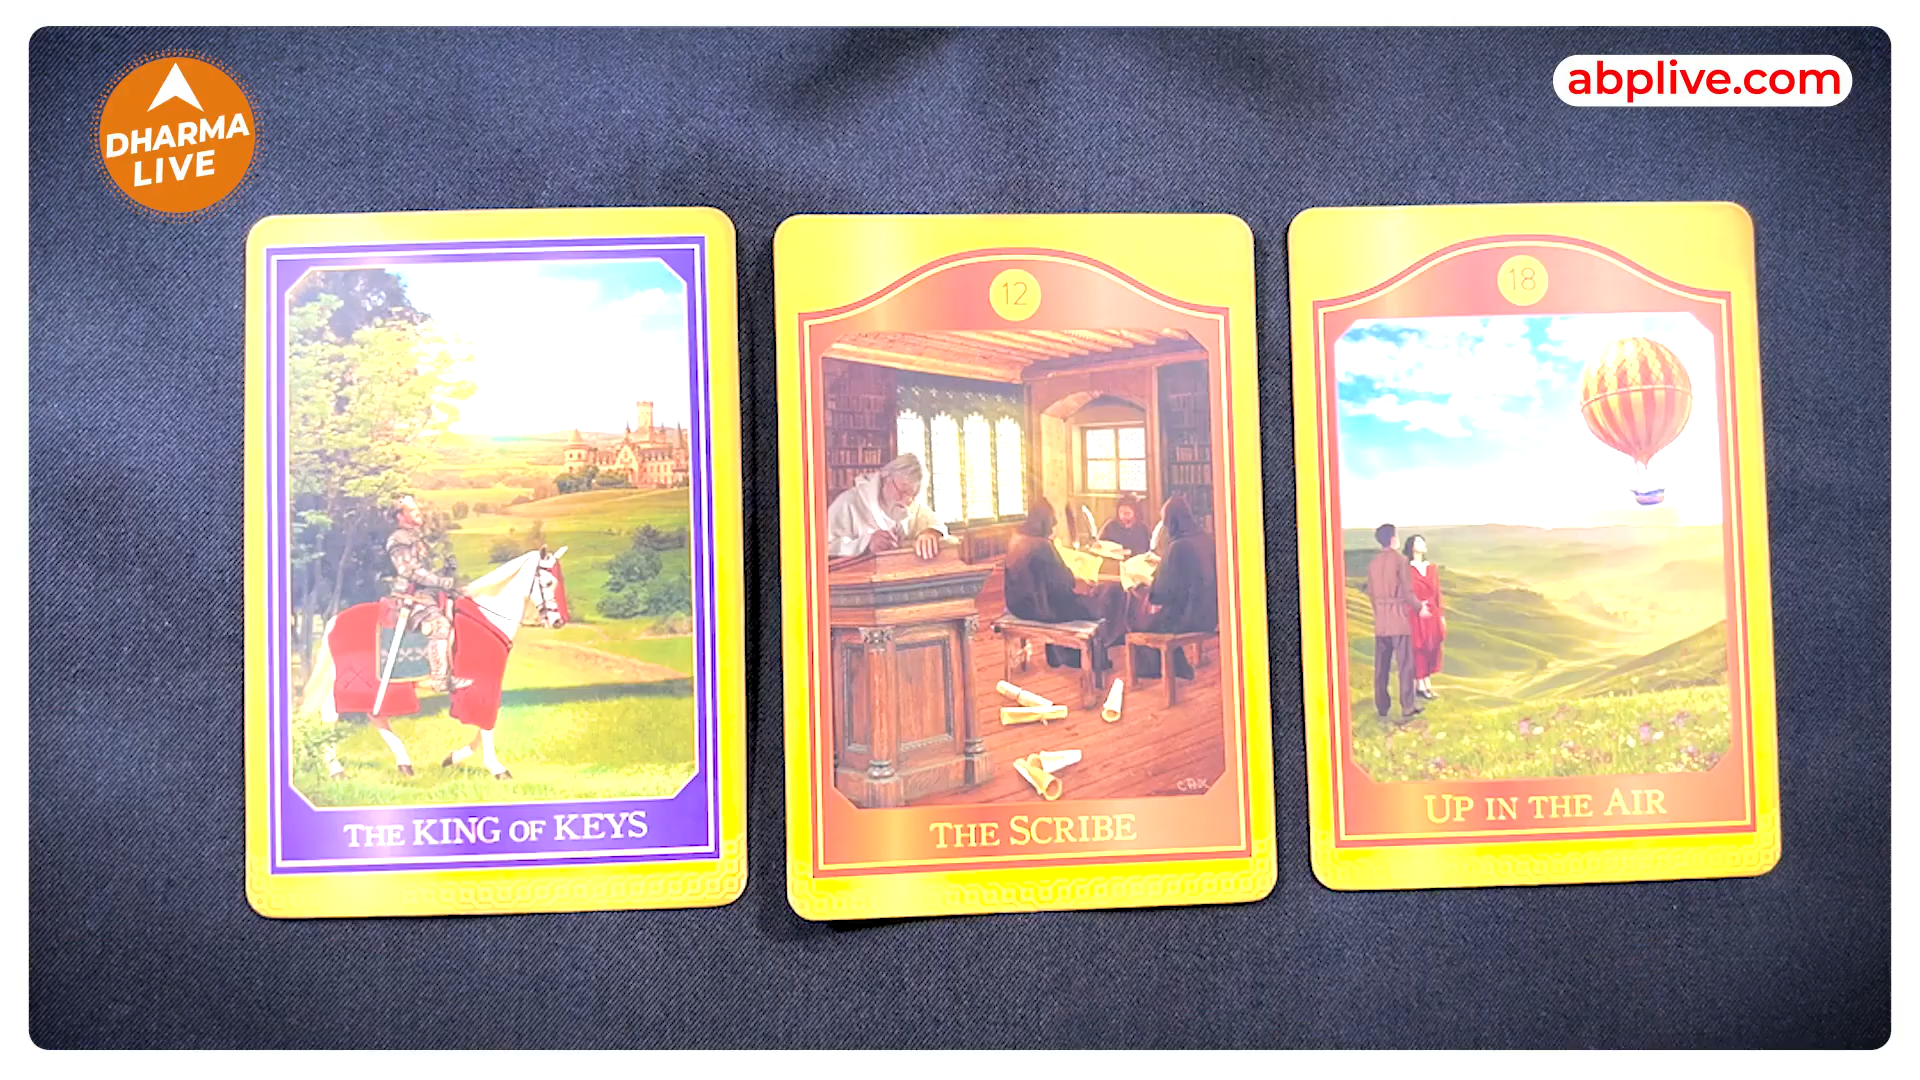 DHARMA
LIVE
abplive.com
THE KING OF KEYS
12
THE SCRIBE
18
UP IN THE AIR